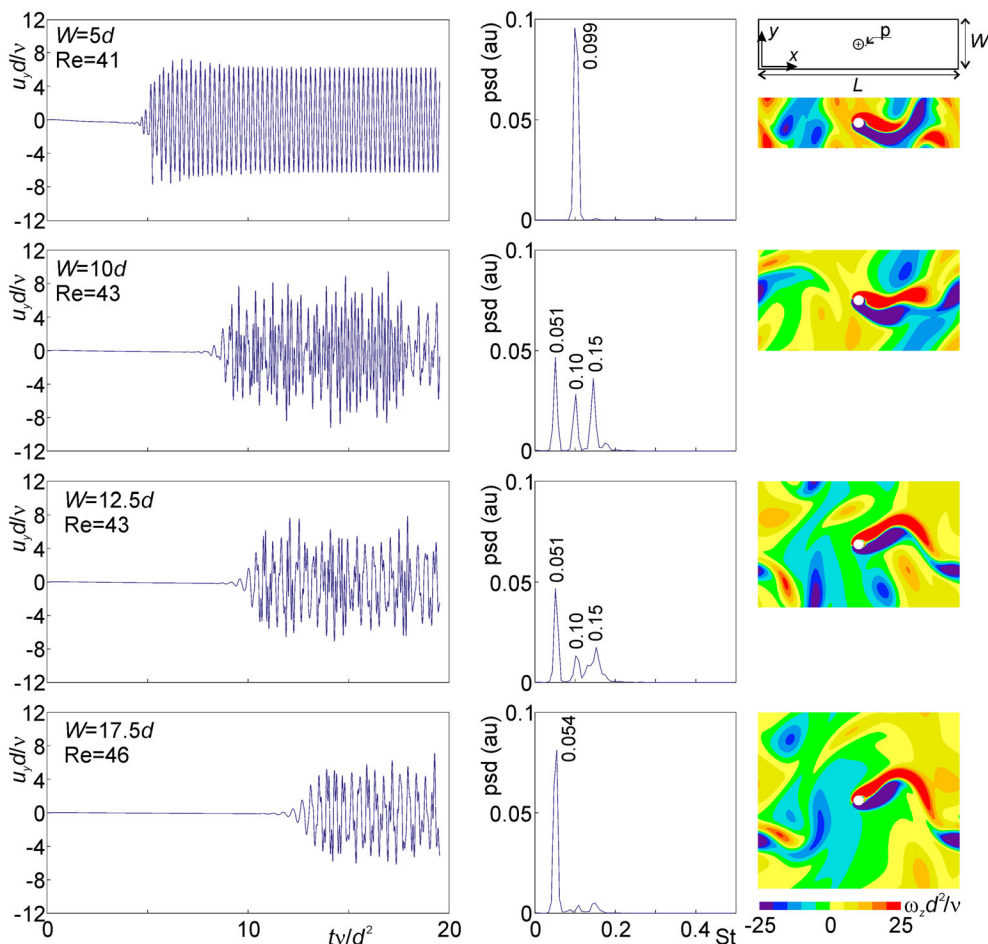 12
8
4
0
-4
-8
-12
u_y d/ν
W=5d
Re=41
0.1
0.05
0
psd (au)
0.099
y
x
p
W
L
12
8
4
0
-4
-8
-12
u_y d/ν
W=10d
Re=43
0.1
0.05
0
psd (au)
0.051
0.10
0.15
12
8
4
0
-4
-8
-12
u_y d/ν
W=12.5d
Re=43
0.1
0.05
0
psd (au)
0.051
0.10
0.15
12
8
4
0
-4
-8
-12
u_y d/ν
W=17.5d
Re=46
0 10 20
tν/d²
0.1
0.05
0
psd (au)
0.054
0 0.2 0.4
St
ω_z d²/ν
-25 0 25